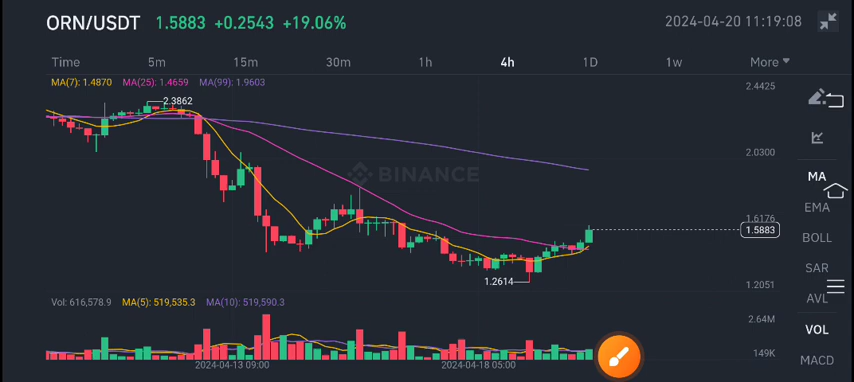 ORN/USDT 1.5883 +0.2543 +19.06% 2024-04-20 11:19:08
Time 5m 15m 30m 1h 4h 1D 1w More
MA(7): 1.4870 MA(25): 1.4659 MA(99): 1.9603
2.4425
2.3862
2.0300
MA
BINANCE
EMA
1.6176
1.5883
BOLL
SAR
1.2614
1.2051
AVL
Vol: 616,578.9 MA(5): 519,535.3 MA(10): 519,590.3
2.64M
VOL
149K
MACD
2024-04-13 09:00 2024-04-18 05:00